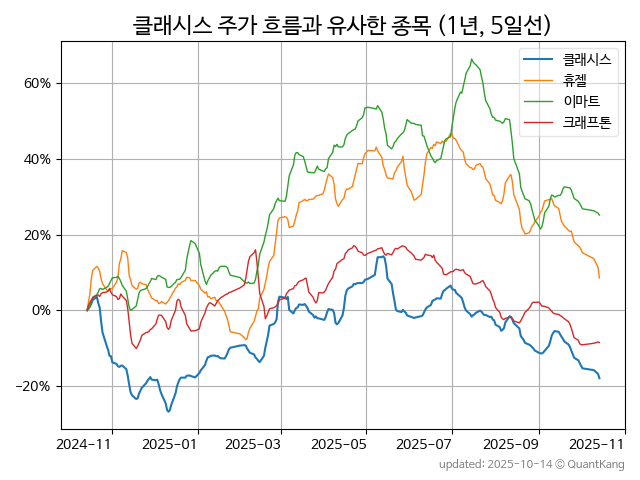 클래시스 주가 흐름과 유사한 종목 (1년, 5일선)
클래시스
휴젤
이마트
크래프톤
60%
40%
20%
0%
−20%
2024-11
2025-01
2025-03
2025-05
2025-07
2025-09
2025-11
updated: 2025-10-14 © QuantKang